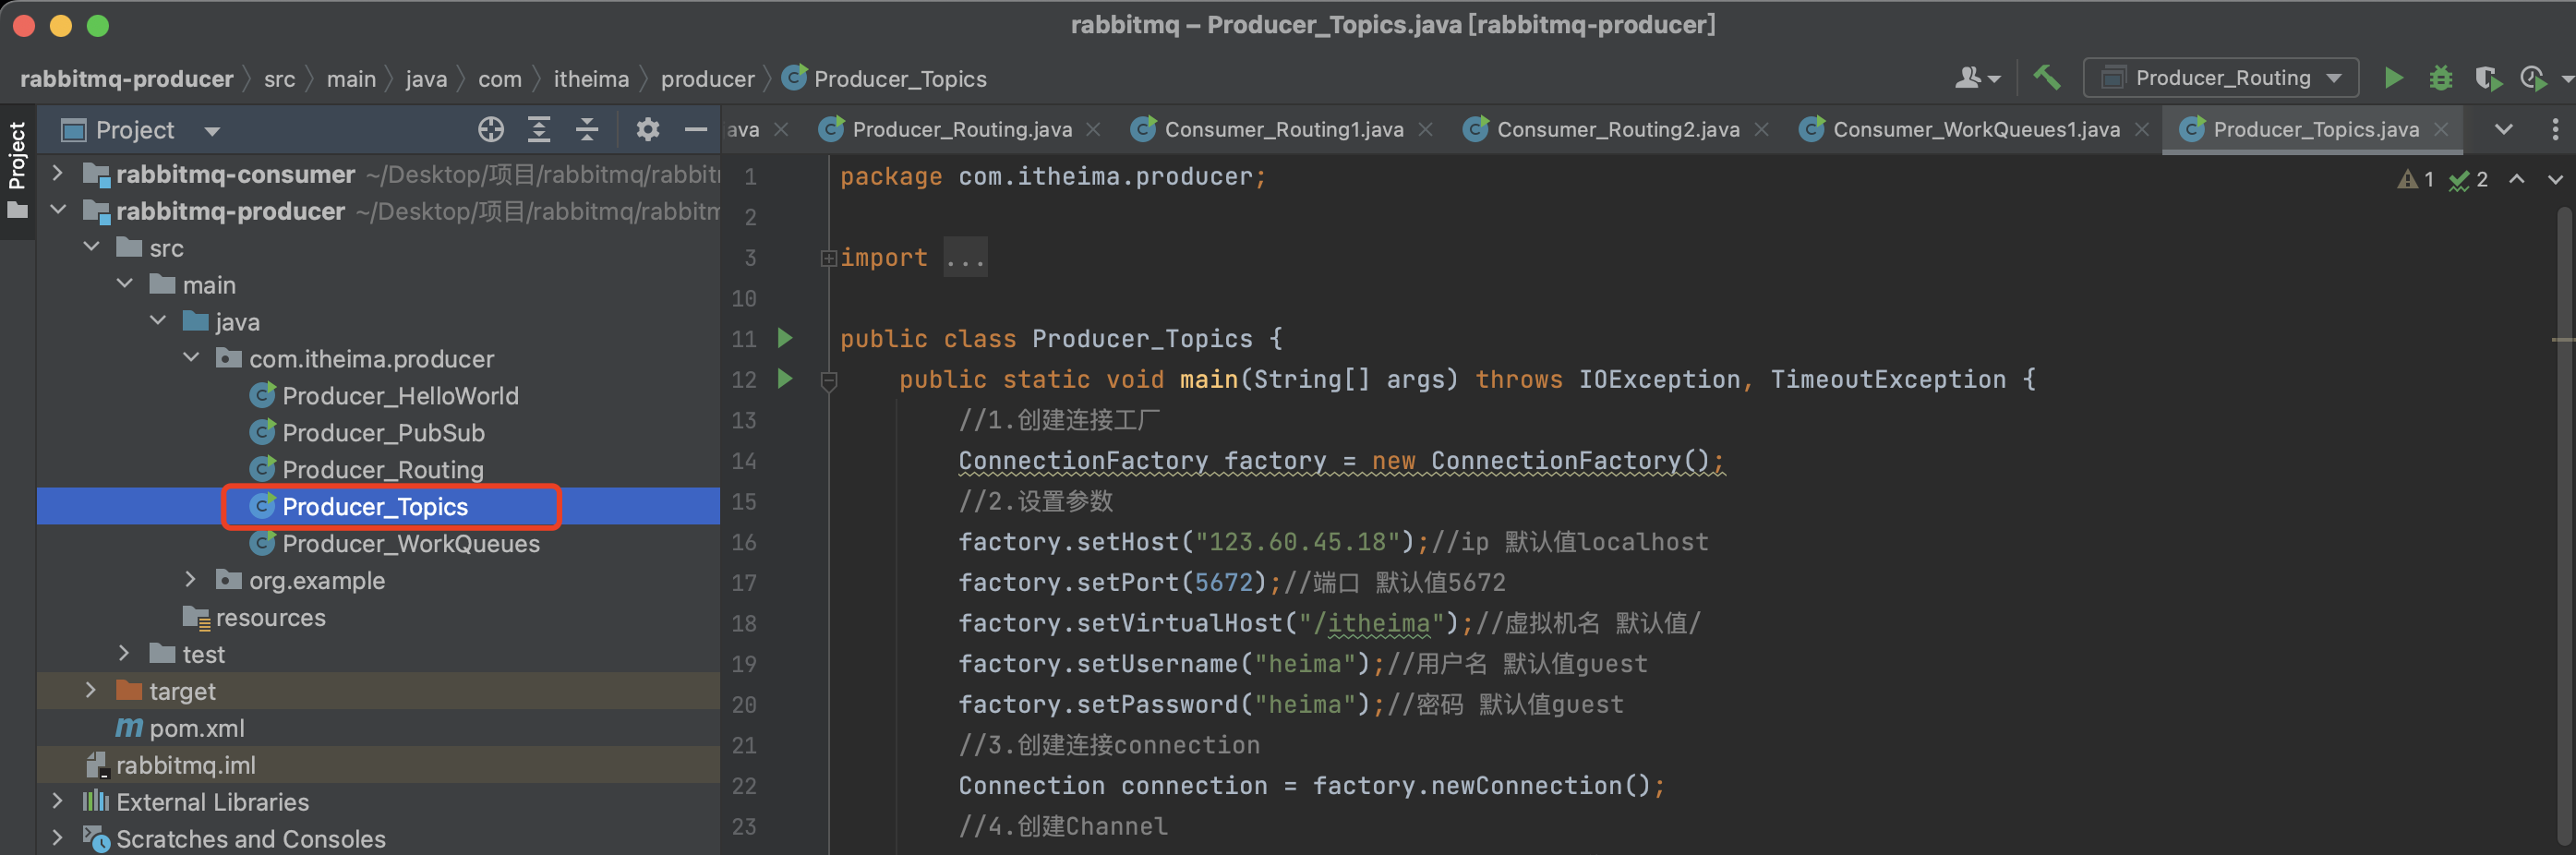 rabbitmq – Producer_Topics.java [rabbitmq-producer]
rabbitmq-producer src main java com itheima producer Producer_Topics
Producer_Routing
Project
Project
ava Producer_Routing.java Consumer_Routing1.java Consumer_Routing2.java Consumer_WorkQueues1.java Producer_Topics.java
rabbitmq-consumer ~/Desktop/项目/rabbitmq/rabbit
rabbitmq-producer ~/Desktop/项目/rabbitmq/rabbit
src
main
java
com.itheima.producer
Producer_HelloWorld
Producer_PubSub
Producer_Routing
Producer_Topics
Producer_WorkQueues
org.example
resources
test
target
pom.xml
rabbitmq.iml
External Libraries
Scratches and Consoles
1 2
1 package com.itheima.producer;
2
3 import ...
10
11 public class Producer_Topics {
12 public static void main(String[] args) throws IOException, TimeoutException {
13 //1.创建连接工厂
14 ConnectionFactory factory = new ConnectionFactory();
15 //2.设置参数
16 factory.setHost("123.60.45.18");//ip 默认值localhost
17 factory.setPort(5672);//端口 默认值5672
18 factory.setVirtualHost("/itheima");//虚拟机名 默认值/
19 factory.setUsername("heima");//用户名 默认值guest
20 factory.setPassword("heima");//密码 默认值guest
21 //3.创建连接connection
22 Connection connection = factory.newConnection();
23 //4.创建Channel